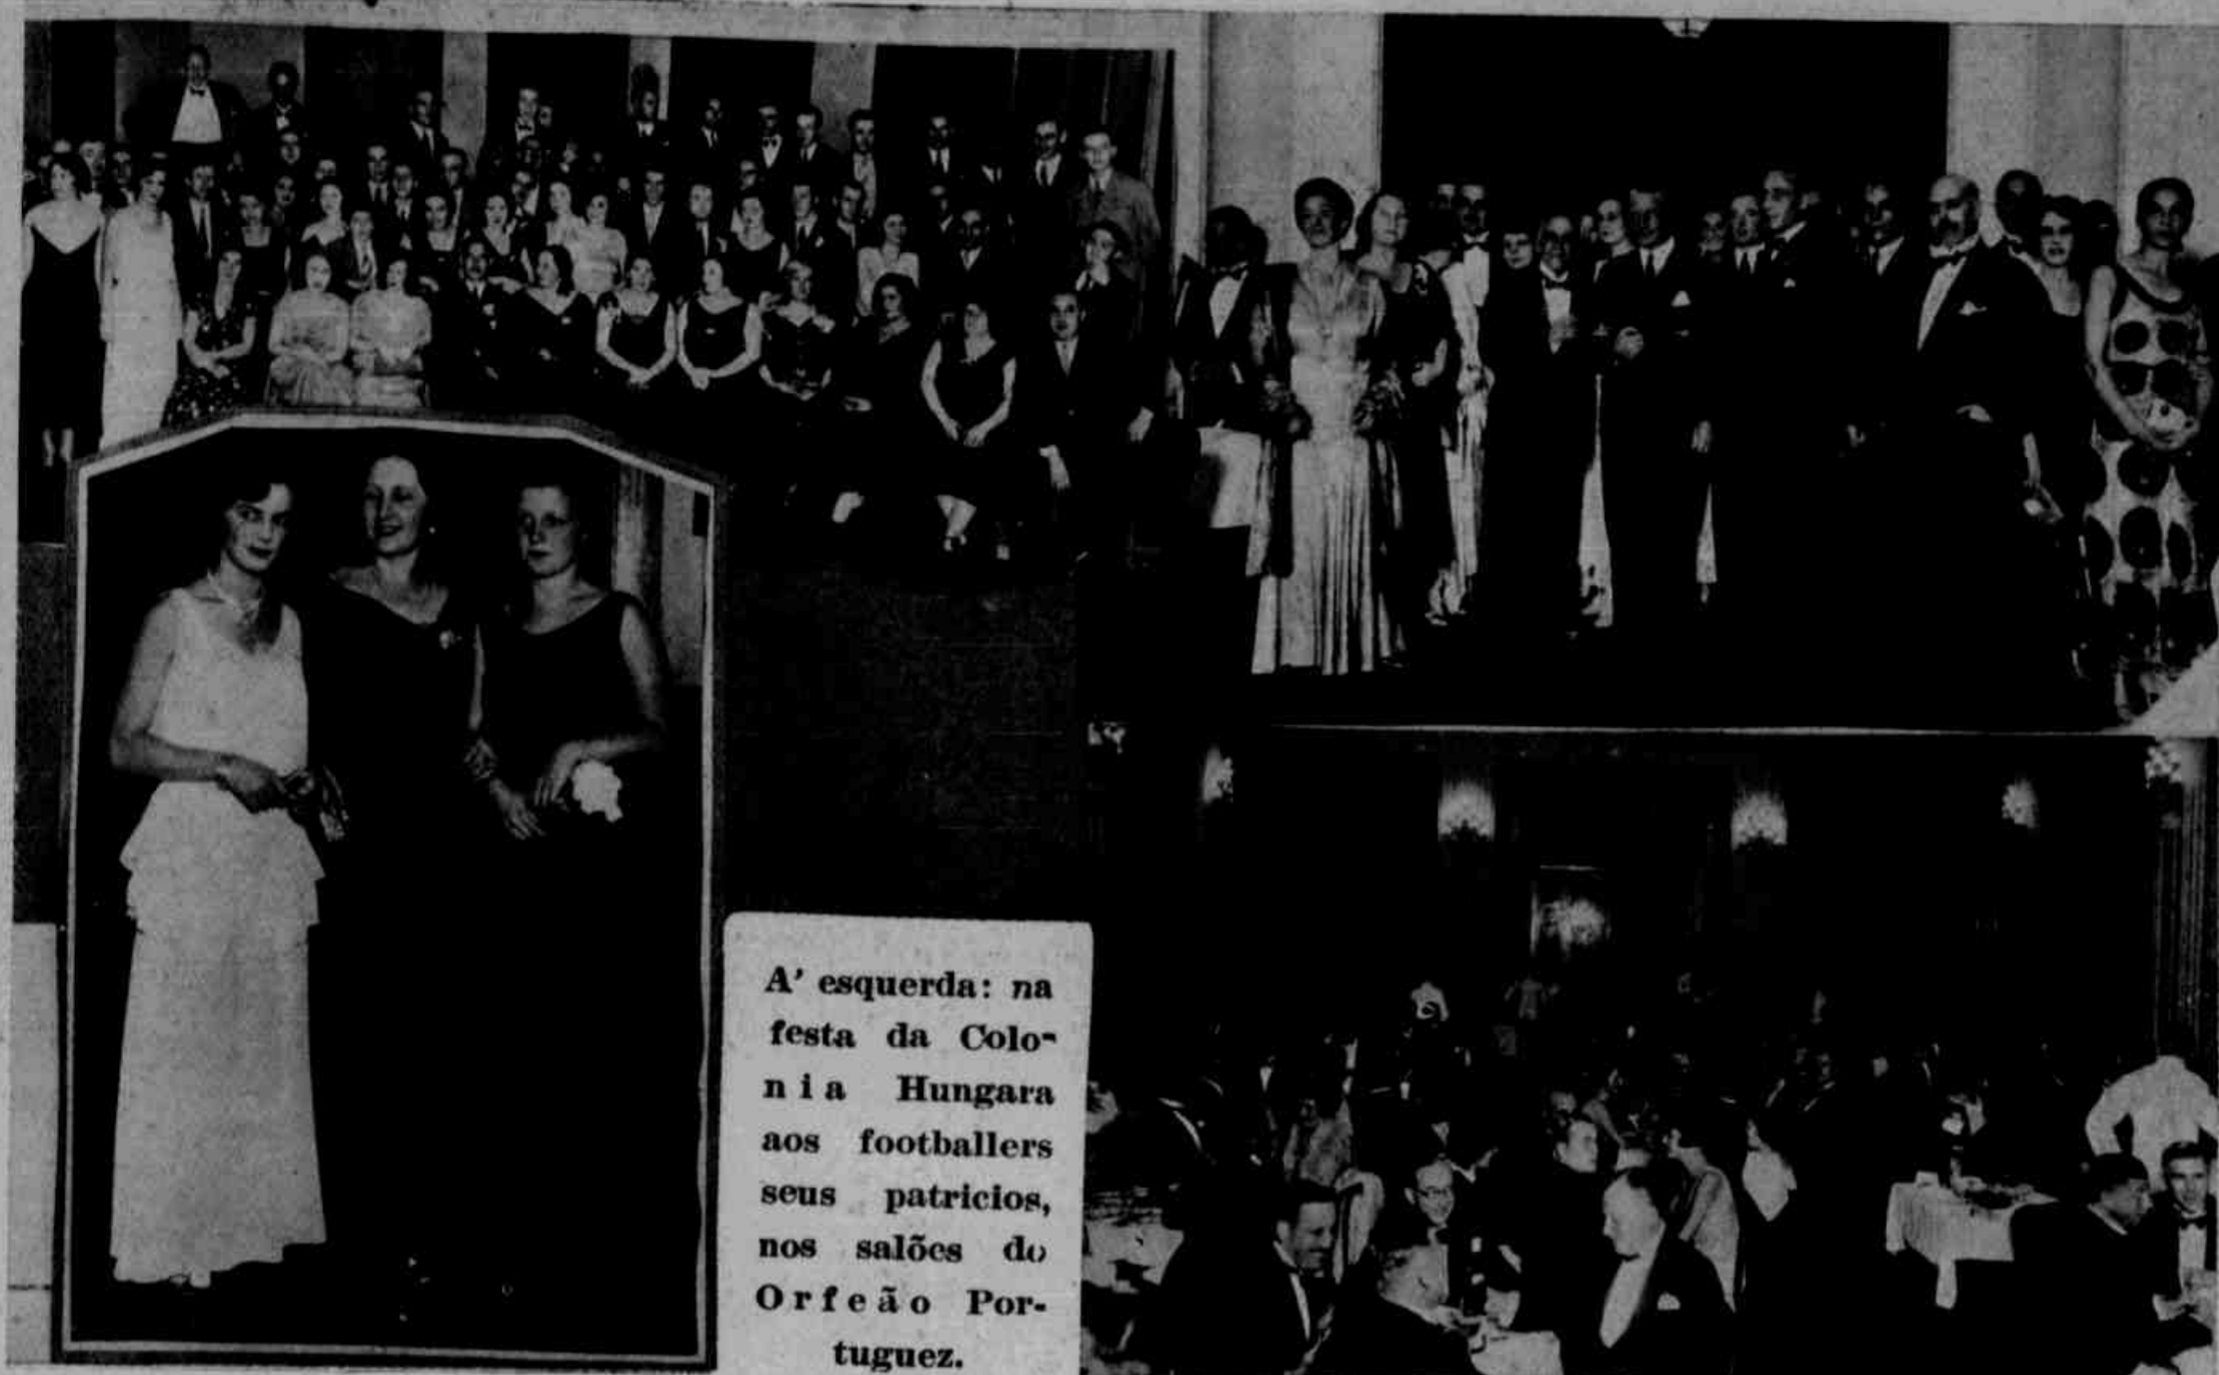 A' esquerda: na
festa da Colo-
nia Hungara
aos footballers
seus patricios,
nos salões do
Orfeão Por-
tuguez.